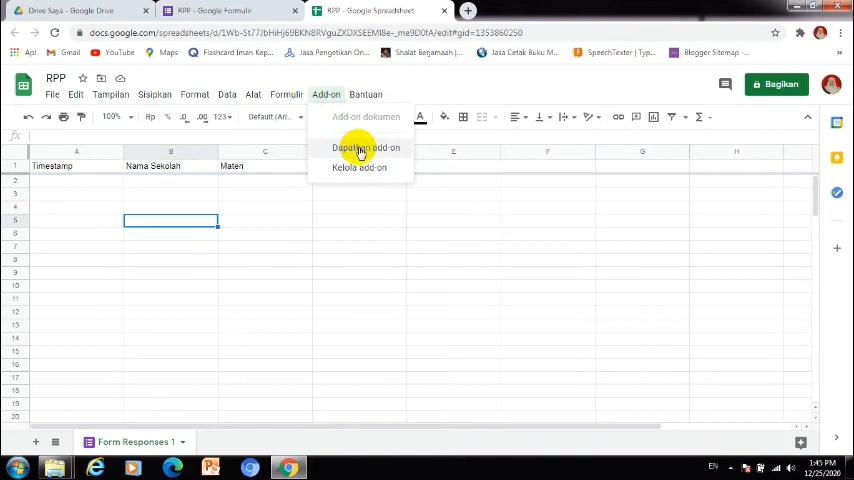 Drive Saya - Google Drive
RPP - Google Formulir
RPP - Google Spreadsheet
docs.google.com/spreadsheets/d/1Wb-St77JbHiHj69BKN8RVguZXDXSEEMl8e-_me9D0fA/edit#gid=1353860250
Apl
Gmail
YouTube
Maps
Flashcard Iman Kep...
Jasa Pengetikan Onl...
Shalat Berjamaah |...
Jasa Cetak Buku M...
SpeechTexter | Typ...
Blogger Sitemap -...
RPP
Bagikan
File Edit Tampilan Sisipkan Format Data Alat Formulir Add-on Bantuan
100%
Rp % .0 .00 123
Default (Ari...
A
Σ
Add-on dokumen
Dapatkan add-on
Kelola add-on
fx
A B C E F G H
1 Timestamp Nama Sekolah Materi
2
3
4
5
6
7
8
9
10
11
12
13
14
15
16
17
18
19
20
Form Responses 1
EN
1:45 PM
12/25/2020